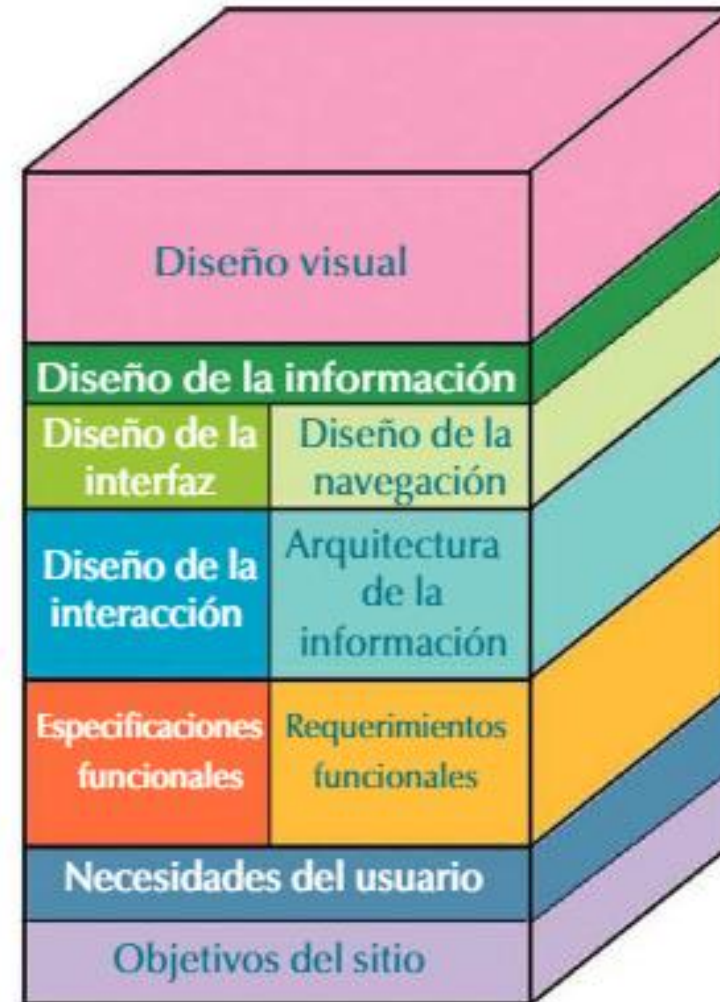 Diseño visual
Diseño de la información
Diseño de la
interfaz
Diseño de la
navegación
Diseño de la
interacción
Arquitectura
de la
información
Especificaciones
funcionales
Requerimientos
funcionales
Necesidades del usuario
Objetivos del sitio